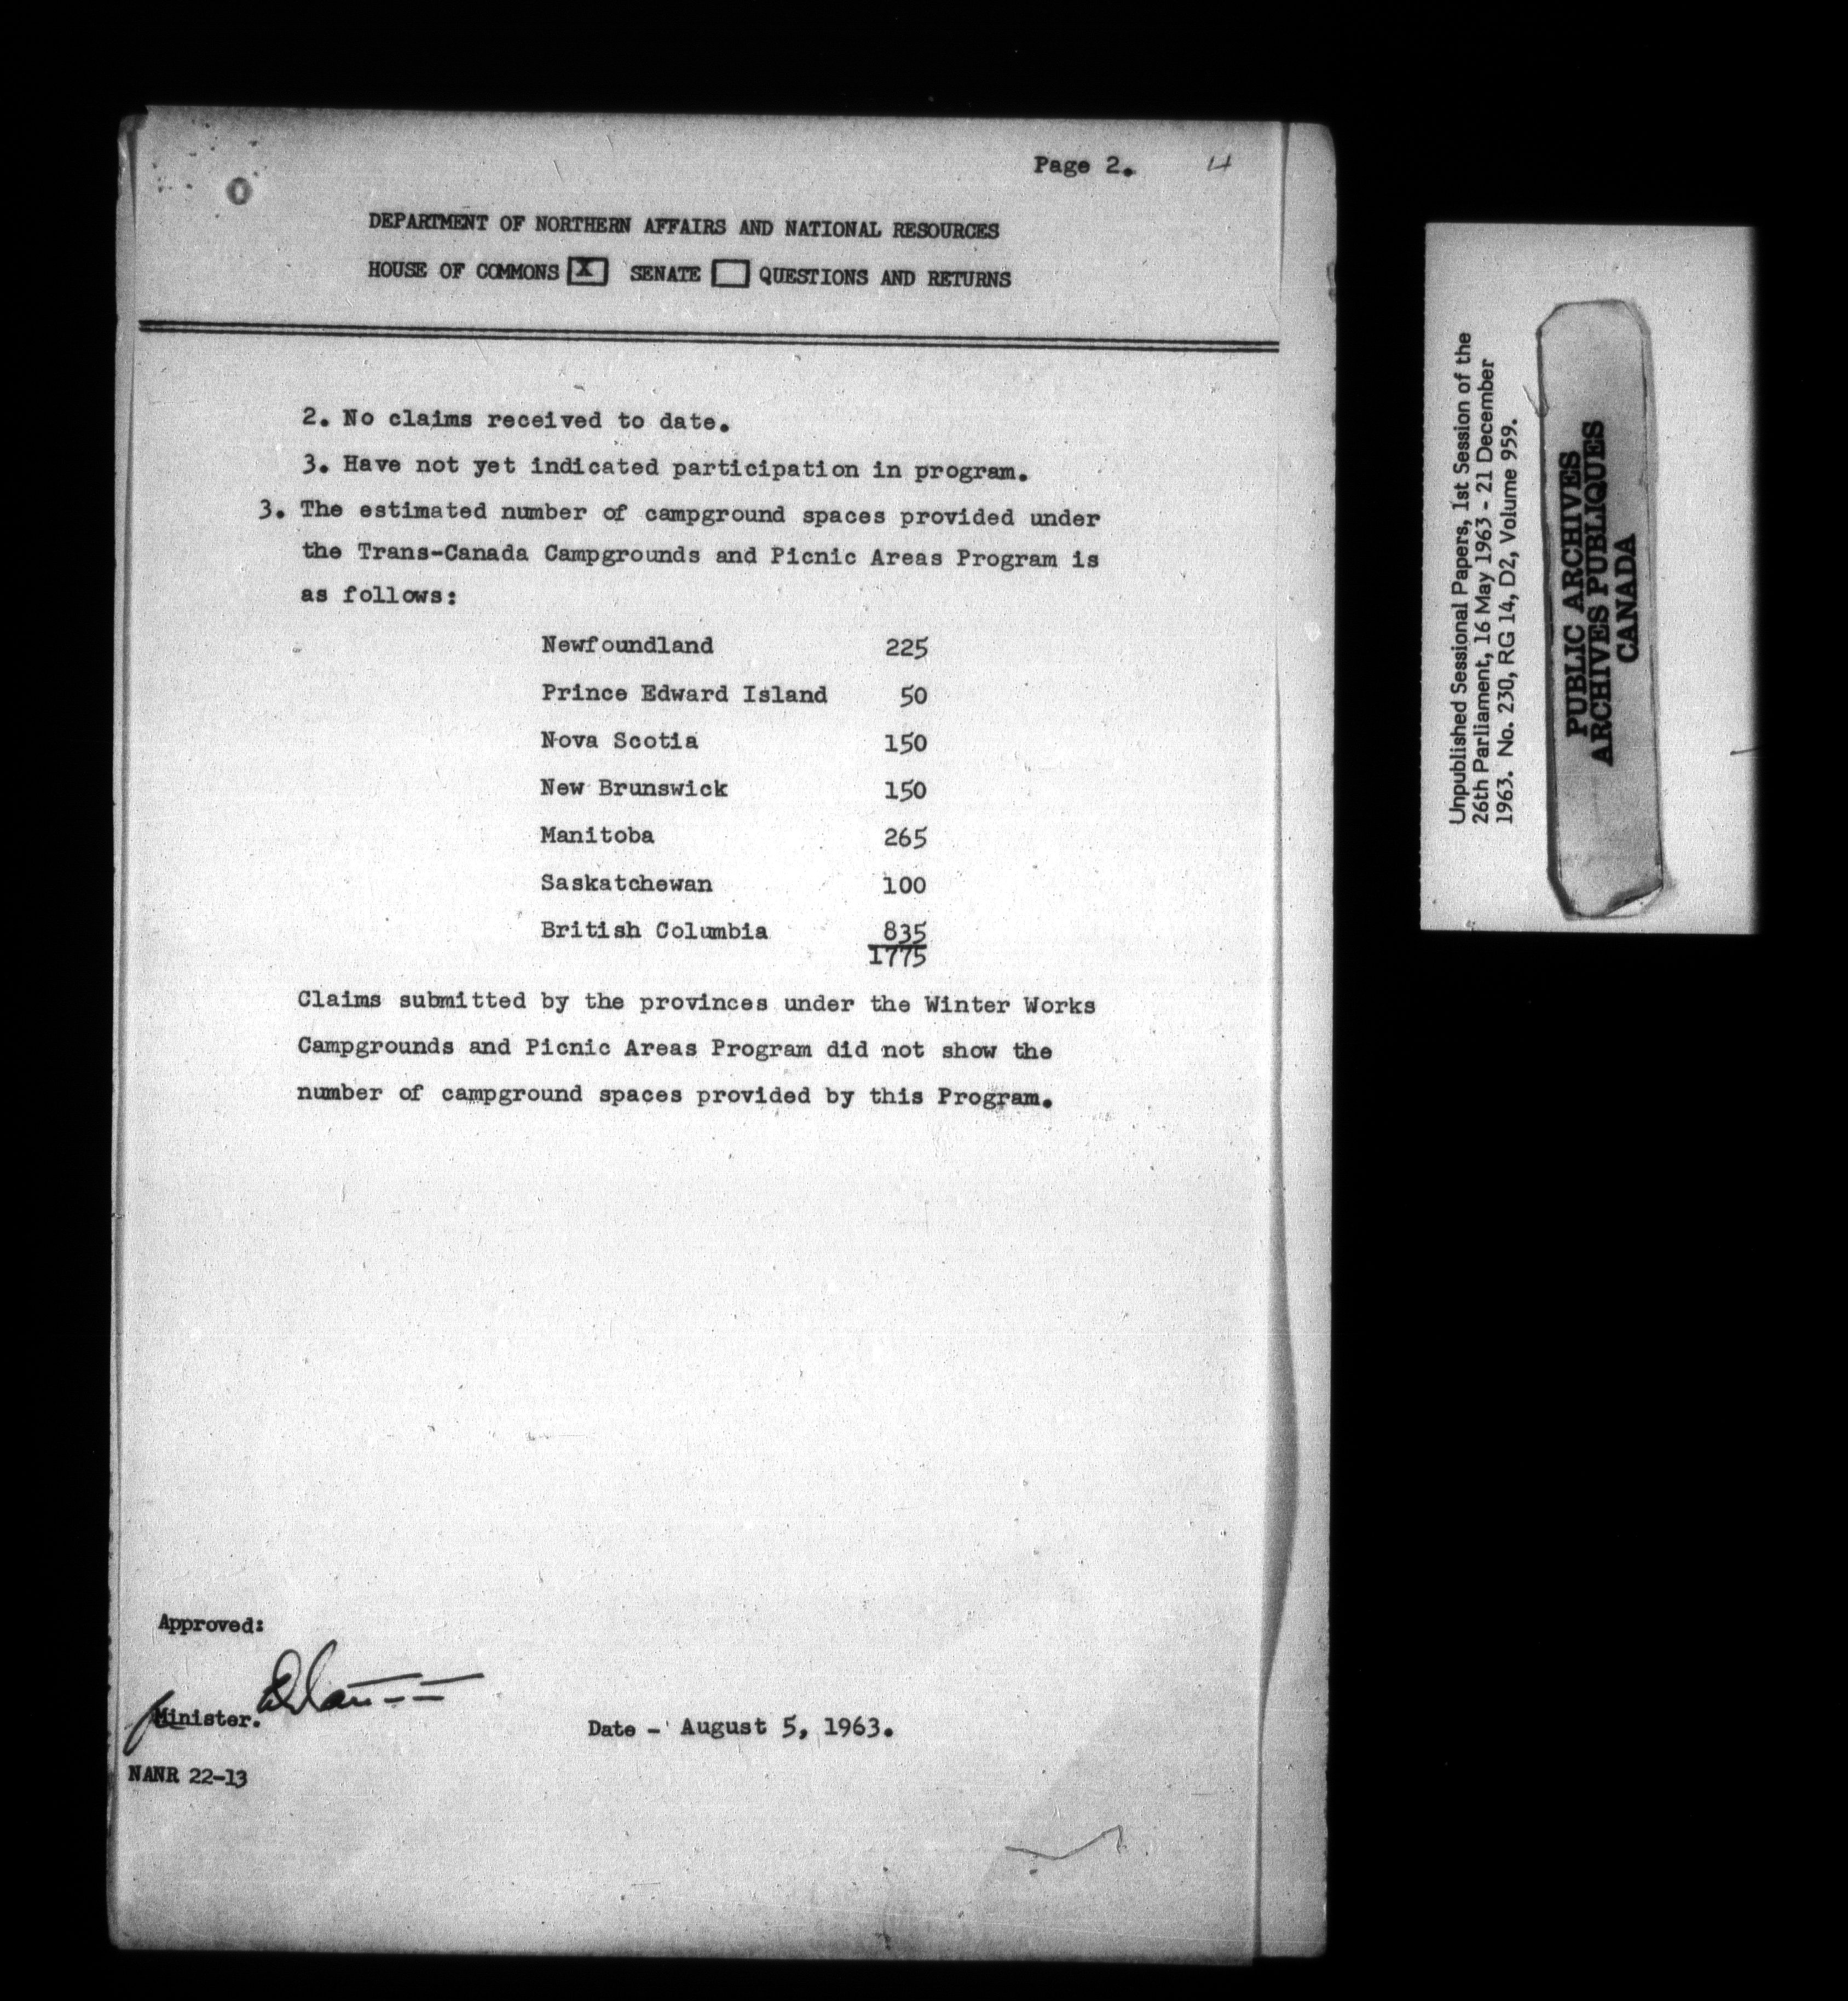 Page 2. 4
DEPARTMENT OF NORTHERN AFFAIRS AND NATIONAL RESOURCES
HOUSE OF COMMONS X SENATE QUESTIONS AND RETURNS
2. No claims received to date.
3. Have not yet indicated participation in program.
3. The estimated number of campground spaces provided under
the Trans-Canada Campgrounds and Picnic Areas Program is
as follows:
Newfoundland 225
Prince Edward Island 50
Nova Scotia 150
New Brunswick 150
Manitoba 265
Saskatchewan 100
British Columbia 835
1775
Claims submitted by the provinces under the Winter Works
Campgrounds and Picnic Areas Program did not show the
number of campground spaces provided by this Program.
Approved:
Minister.
Date - August 5, 1963.
NANR 22-13
Unpublished Sessional Papers, 1st Session of the
26th Parliament, 16 May 1963 - 21 December
1963. No. 230, RG 14, D2, Volume 959.
PUBLIC ARCHIVES
ARCHIVES PUBLIQUES
CANADA